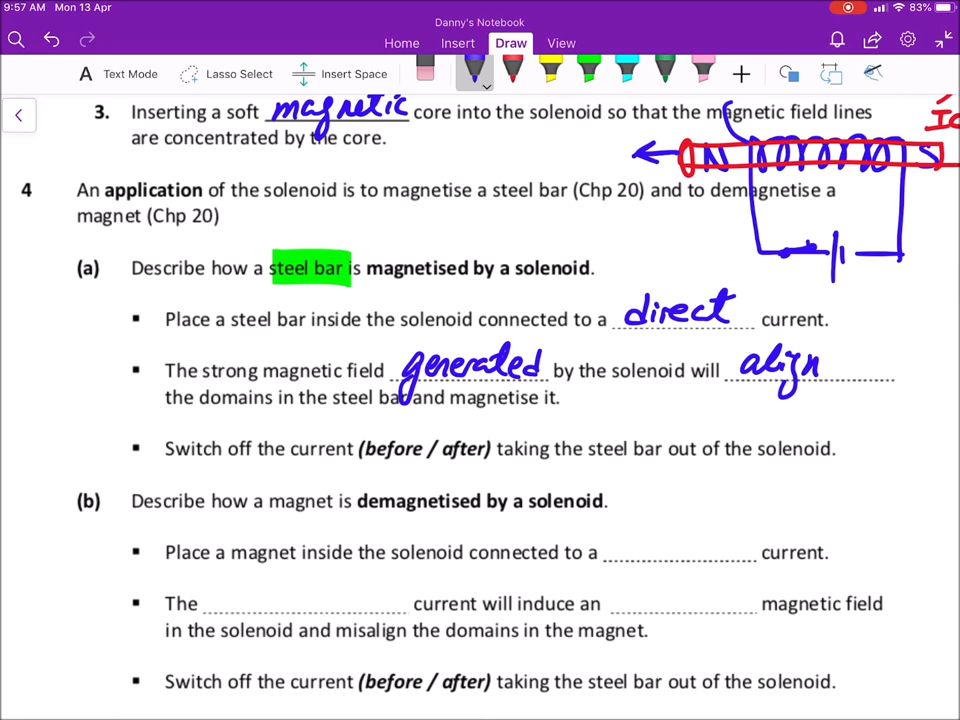 9:57 AM Mon 13 Apr
83%
Danny's Notebook
Home Insert Draw View
Text Mode Lasso Select Insert Space
3. Inserting a soft magnetic core into the solenoid so that the magnetic field lines
are concentrated by the core.
N S
4 An application of the solenoid is to magnetise a steel bar (Chp 20) and to demagnetise a
magnet (Chp 20)
(a) Describe how a steel bar is magnetised by a solenoid.
▪ Place a steel bar inside the solenoid connected to a direct current.
▪ The strong magnetic field generated by the solenoid will align
the domains in the steel bar and magnetise it.
▪ Switch off the current (before / after) taking the steel bar out of the solenoid.
(b) Describe how a magnet is demagnetised by a solenoid.
▪ Place a magnet inside the solenoid connected to a ............ current.
▪ The ............ current will induce an ............ magnetic field
in the solenoid and misalign the domains in the magnet.
▪ Switch off the current (before / after) taking the steel bar out of the solenoid.